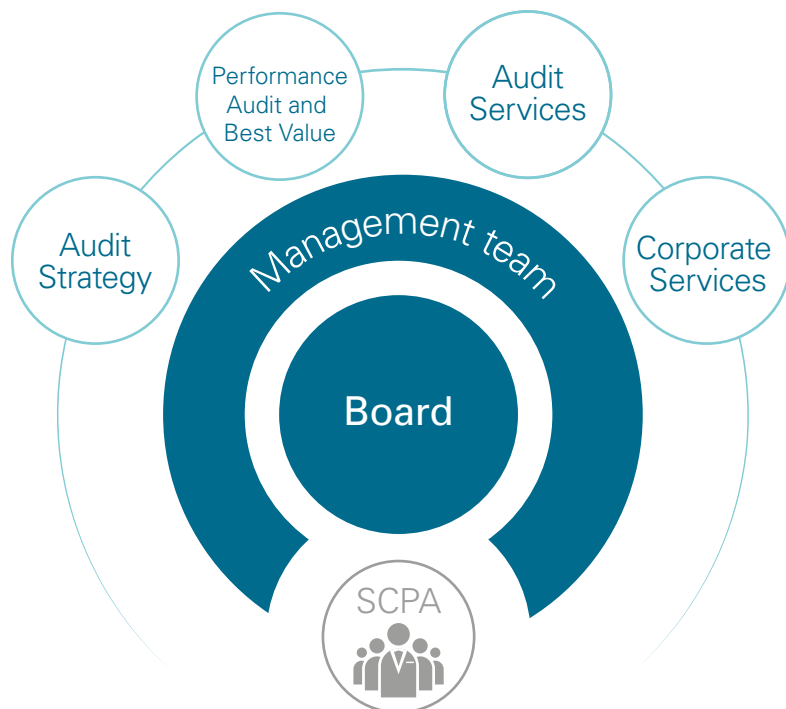 Performance
Audit and
Best Value
Audit
Services
Audit
Strategy
Corporate
Services
Management team
Board
SCPA